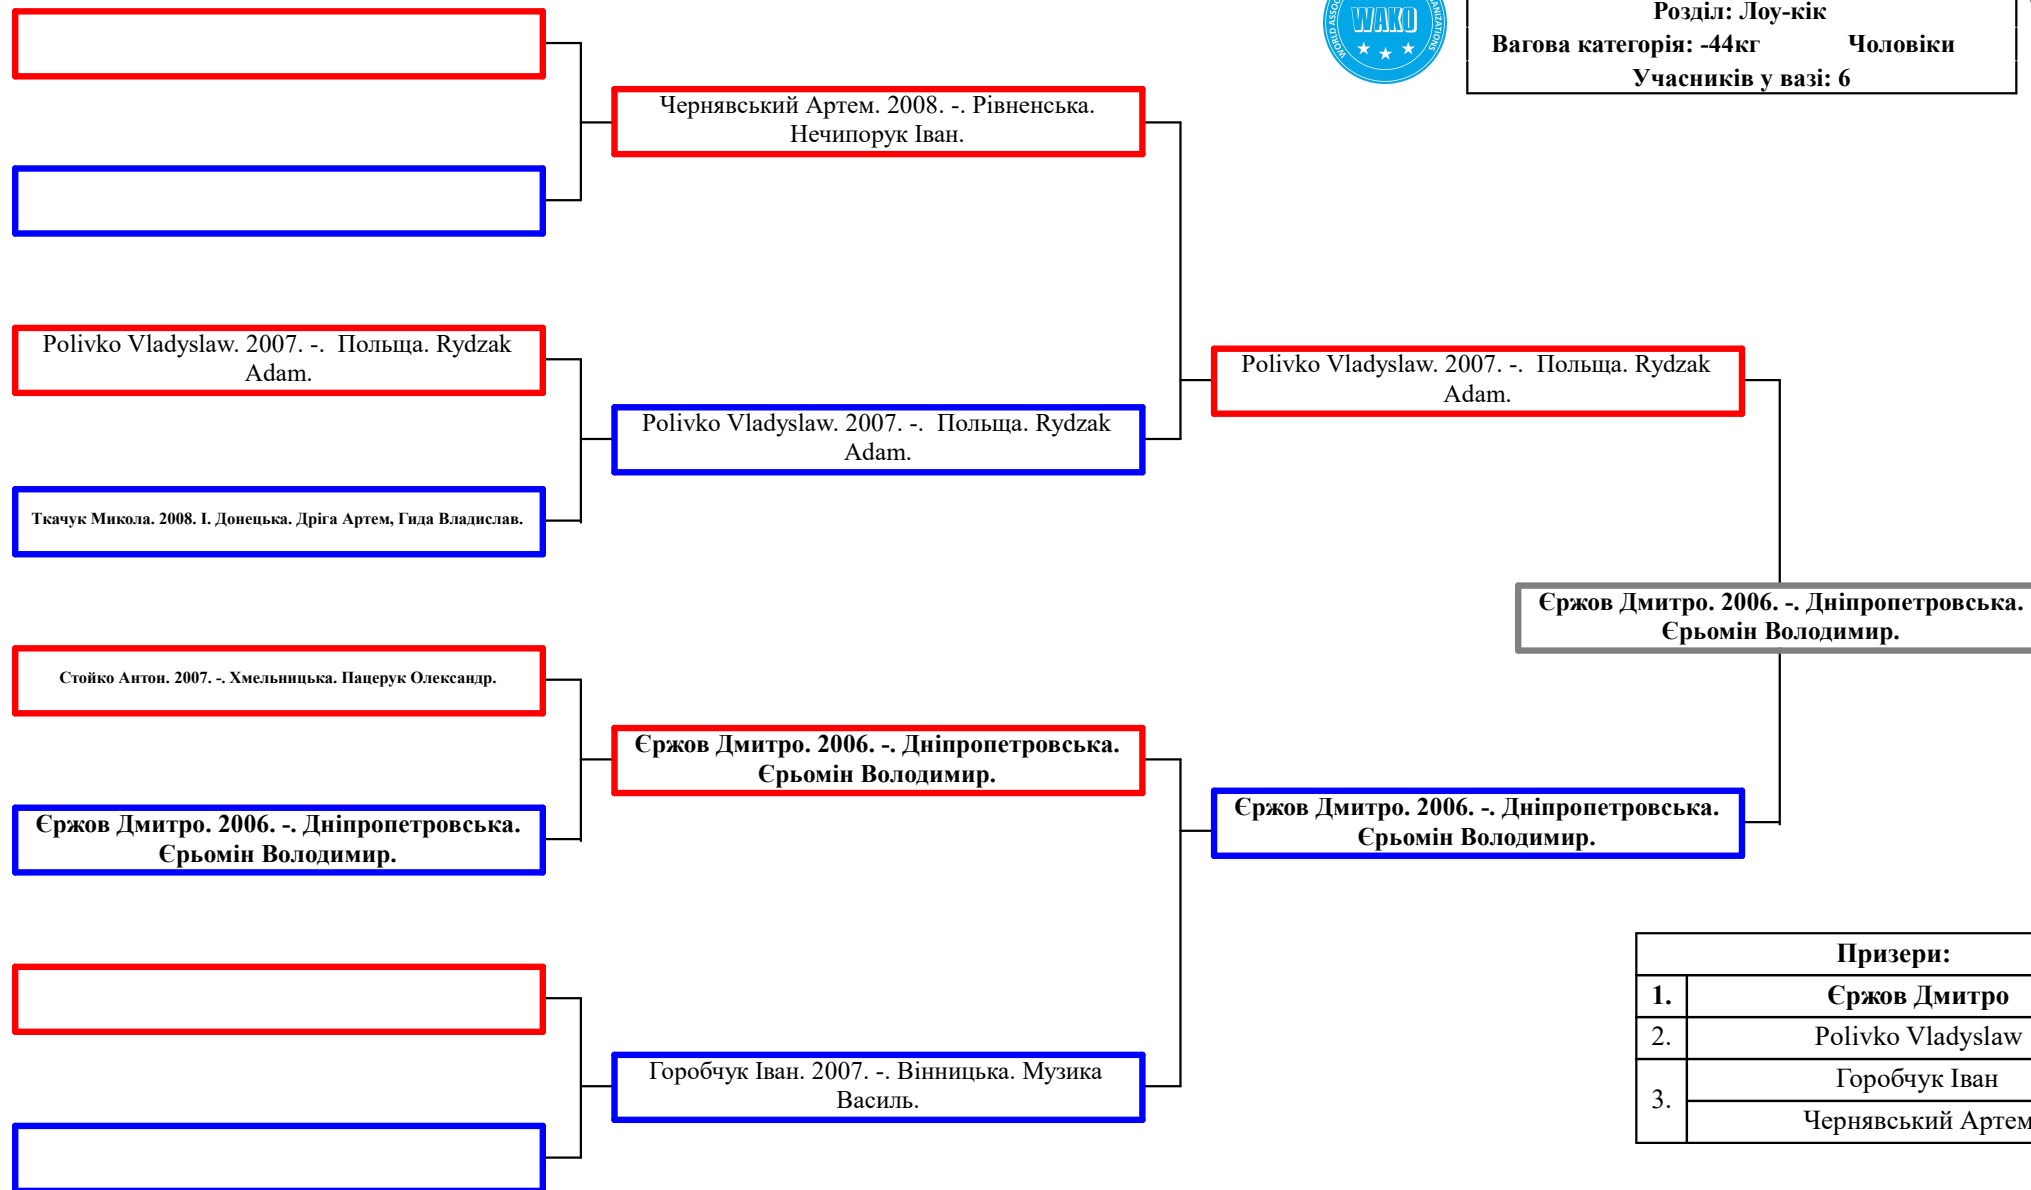 WAKO
Розділ: Лоу-кік
Вагова категорія: -44кг Чоловіки
Учасників у вазі: 6
Чернявський Артем. 2008. -. Рівненська.
Нечипорук Іван.
Polivko Vladyslaw. 2007. -. Польща. Rydzak
Adam.
Polivko Vladyslaw. 2007. -. Польща. Rydzak
Adam.
Polivko Vladyslaw. 2007. -. Польща. Rydzak
Adam.
Ткачук Микола. 2008. І. Донецька. Дріга Артем, Гида Владислав.
Єржов Дмитро. 2006. -. Дніпропетровська.
Єрьомін Володимир.
Стойко Антон. 2007. -. Хмельницька. Пацерук Олександр.
Єржов Дмитро. 2006. -. Дніпропетровська.
Єрьомін Володимир.
Єржов Дмитро. 2006. -. Дніпропетровська.
Єрьомін Володимир.
Єржов Дмитро. 2006. -. Дніпропетровська.
Єрьомін Володимир.
Горобчук Іван. 2007. -. Вінницька. Музика
Василь.
Призери:
1. Єржов Дмитро
2. Polivko Vladyslaw
3. Горобчук Іван
Чернявський Артем